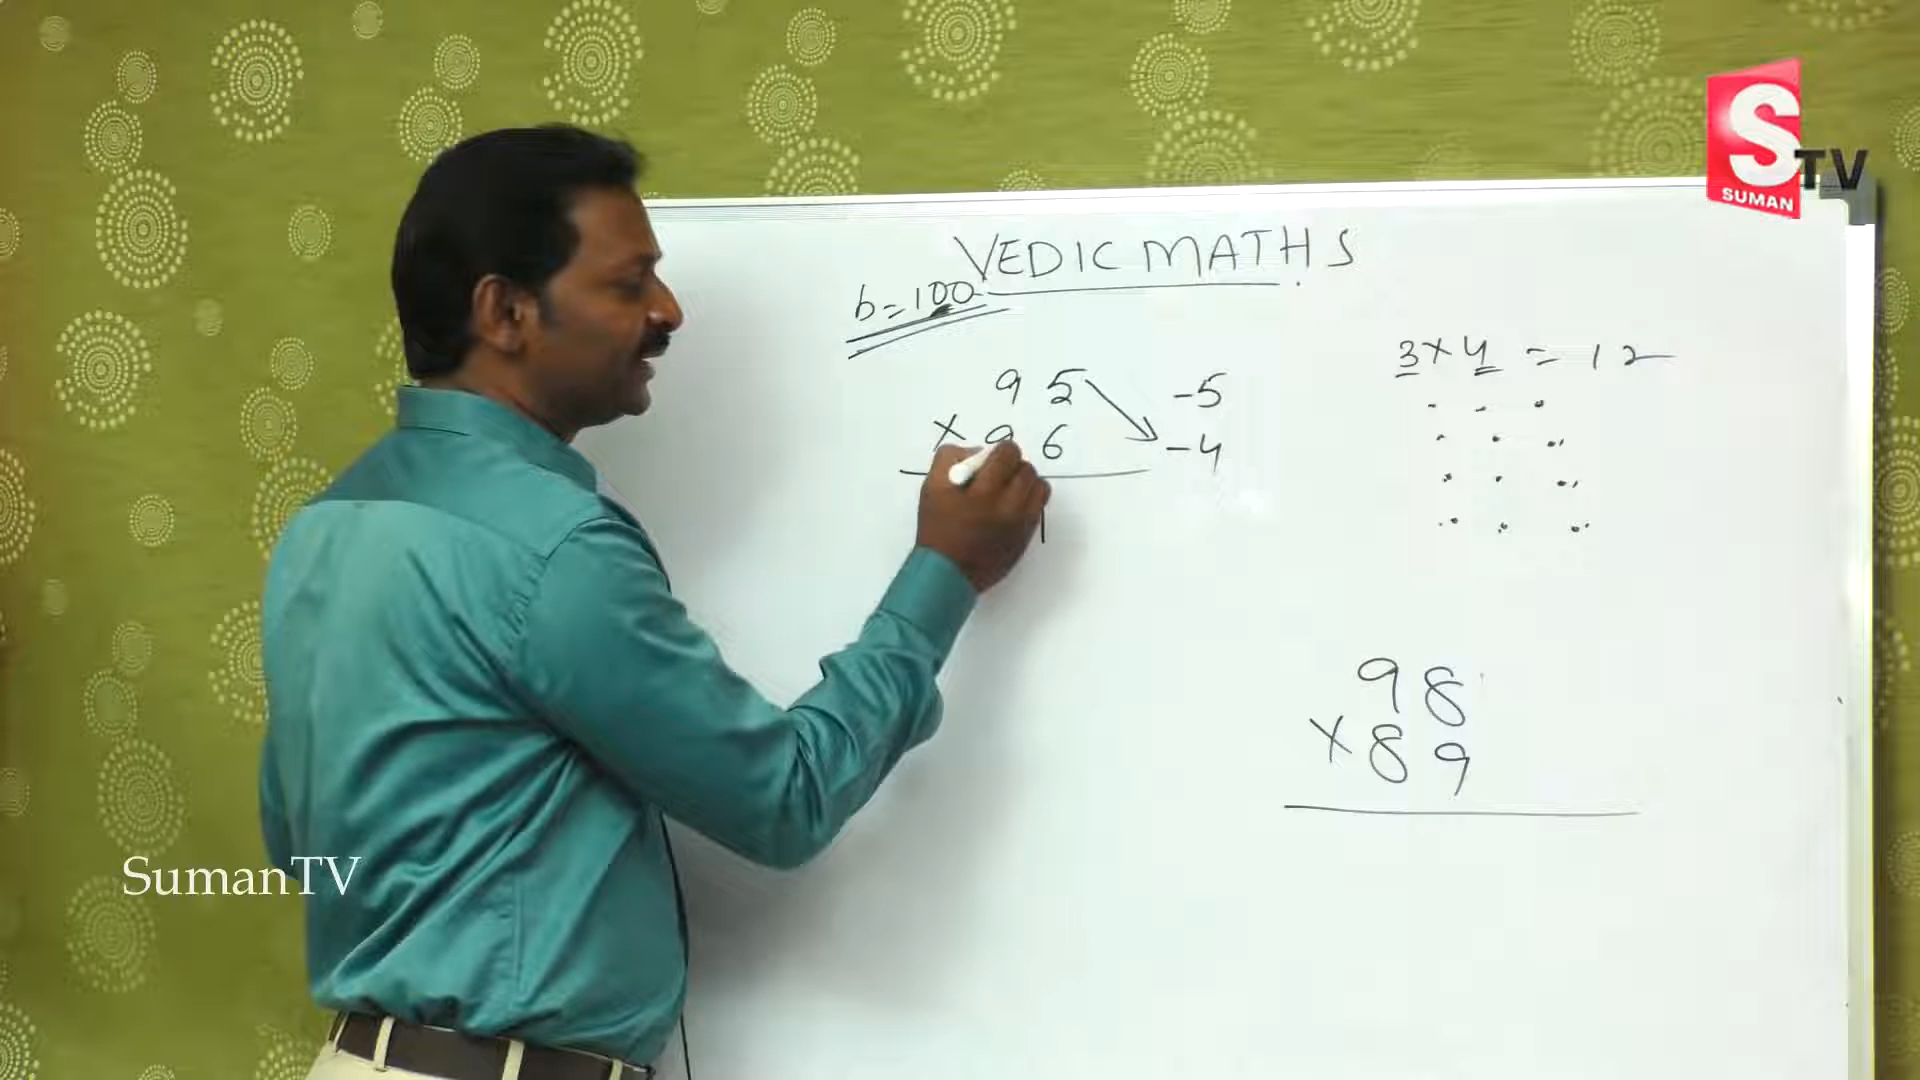 S TV
SUMAN
VEDIC MATHS
b=100
3×4 = 12
95 -5
×96 -4
98
×89
SumanTV